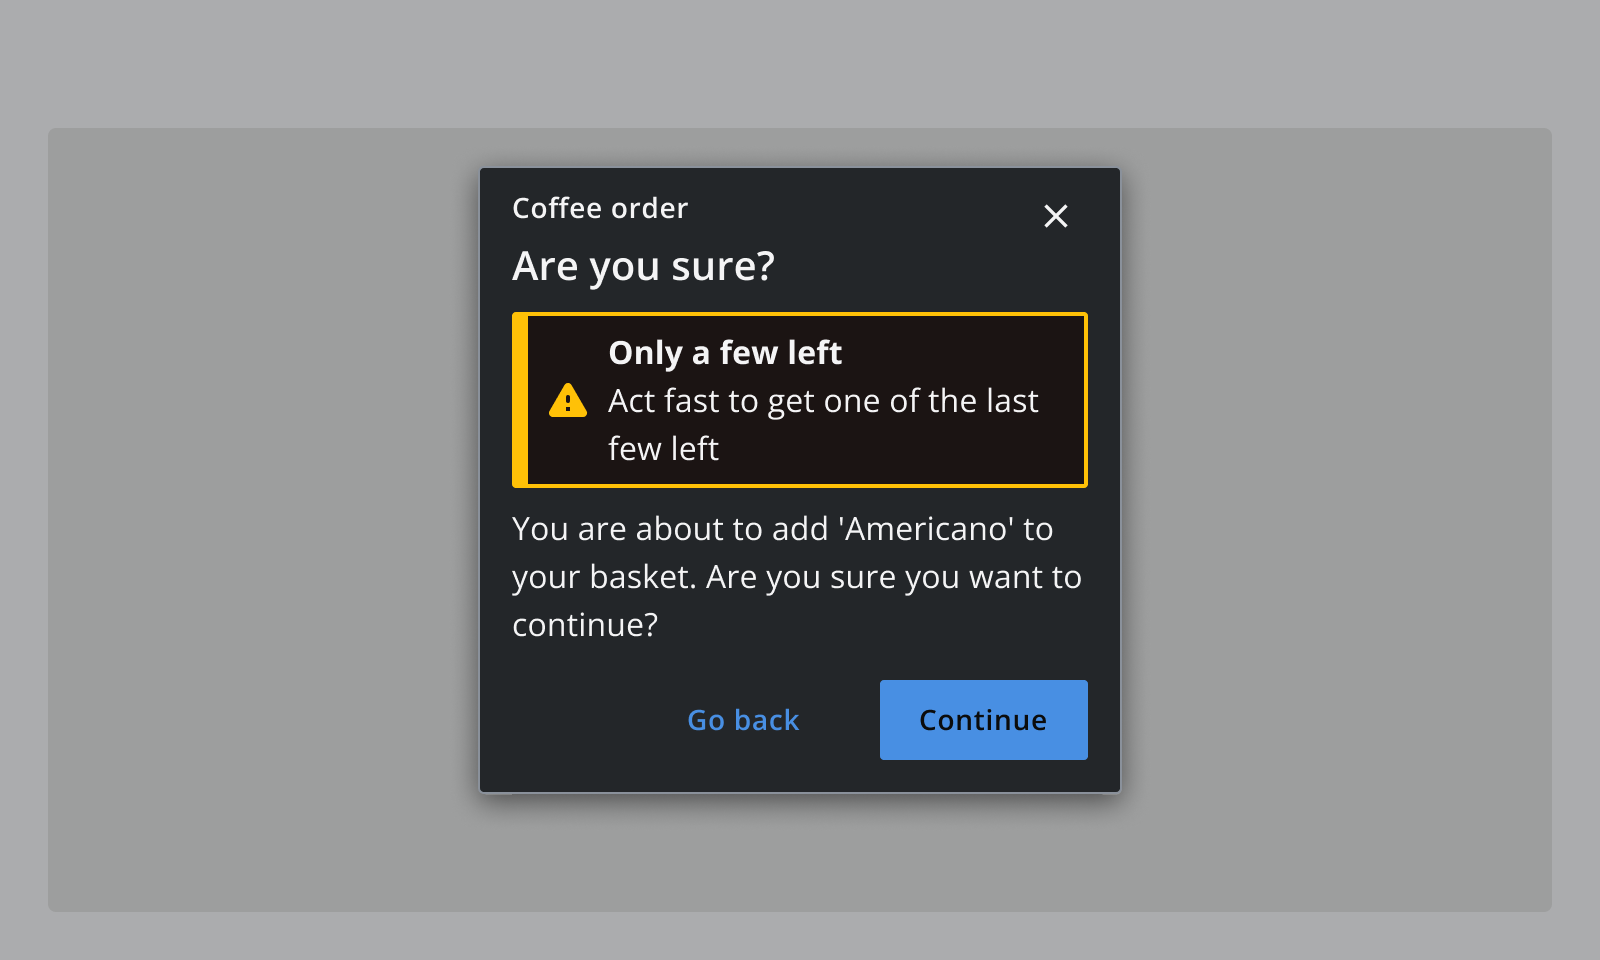 Coffee order
Are you sure?
Only a few left
Act fast to get one of the last
few left
You are about to add 'Americano' to
your basket. Are you sure you want to
continue?
Go back
Continue